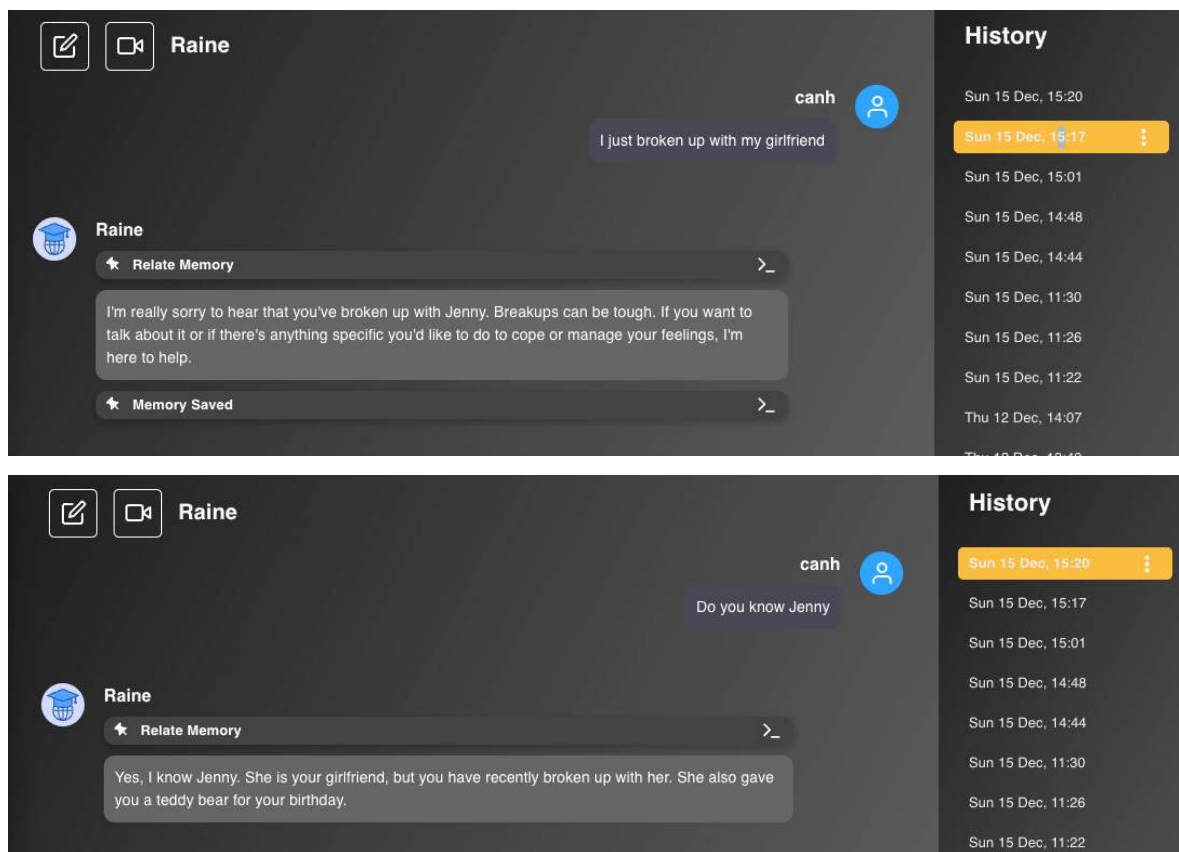 Raine
canh
I just broken up with my girlfriend
Raine
Relate Memory
I'm really sorry to hear that you've broken up with Jenny. Breakups can be tough. If you want to
talk about it or if there's anything specific you'd like to do to cope or manage your feelings, I'm
here to help.
Memory Saved
History
Sun 15 Dec, 15:20
Sun 15 Dec, 15:17
Sun 15 Dec, 15:01
Sun 15 Dec, 14:48
Sun 15 Dec, 14:44
Sun 15 Dec, 11:30
Sun 15 Dec, 11:26
Sun 15 Dec, 11:22
Thu 12 Dec, 14:07
Raine
canh
Do you know Jenny
Raine
Relate Memory
Yes, I know Jenny. She is your girlfriend, but you have recently broken up with her. She also gave
you a teddy bear for your birthday.
History
Sun 15 Dec, 15:20
Sun 15 Dec, 15:17
Sun 15 Dec, 15:01
Sun 15 Dec, 14:48
Sun 15 Dec, 14:44
Sun 15 Dec, 11:30
Sun 15 Dec, 11:26
Sun 15 Dec, 11:22